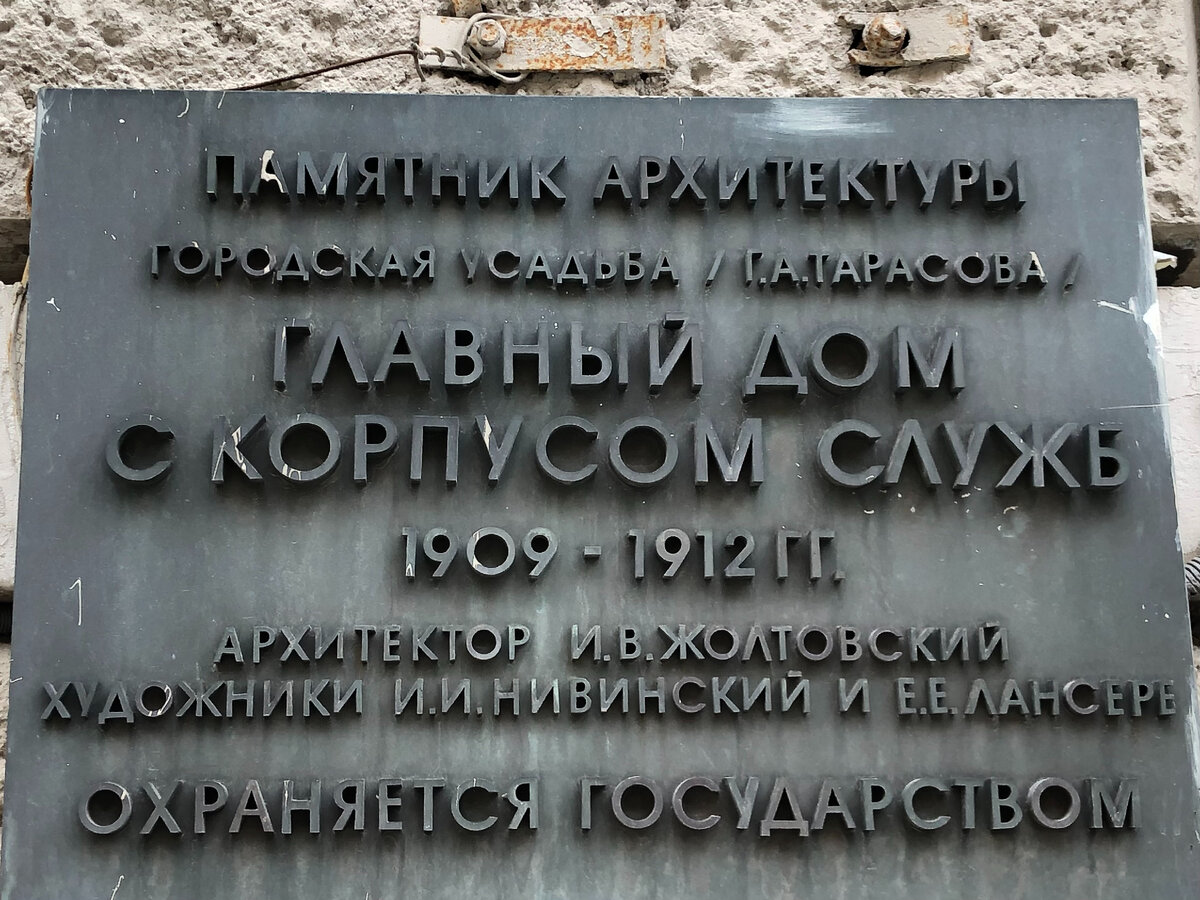 ПАМЯТНИК АРХИТЕКТУРЫ
ГОРОДСКАЯ УСАДЬБА / Г.А.ТАРАСОВА /
ГЛАВНЫЙ ДОМ
С КОРПУСОМ СЛУЖБ
1909 - 1912 ГГ.
АРХИТЕКТОР И.В.ЖОЛТОВСКИЙ
ХУДОЖНИКИ И.И.НИВИНСКИЙ И Е.Е.ЛАНСЕРЕ
ОХРАНЯЕТСЯ ГОСУДАРСТВОМ